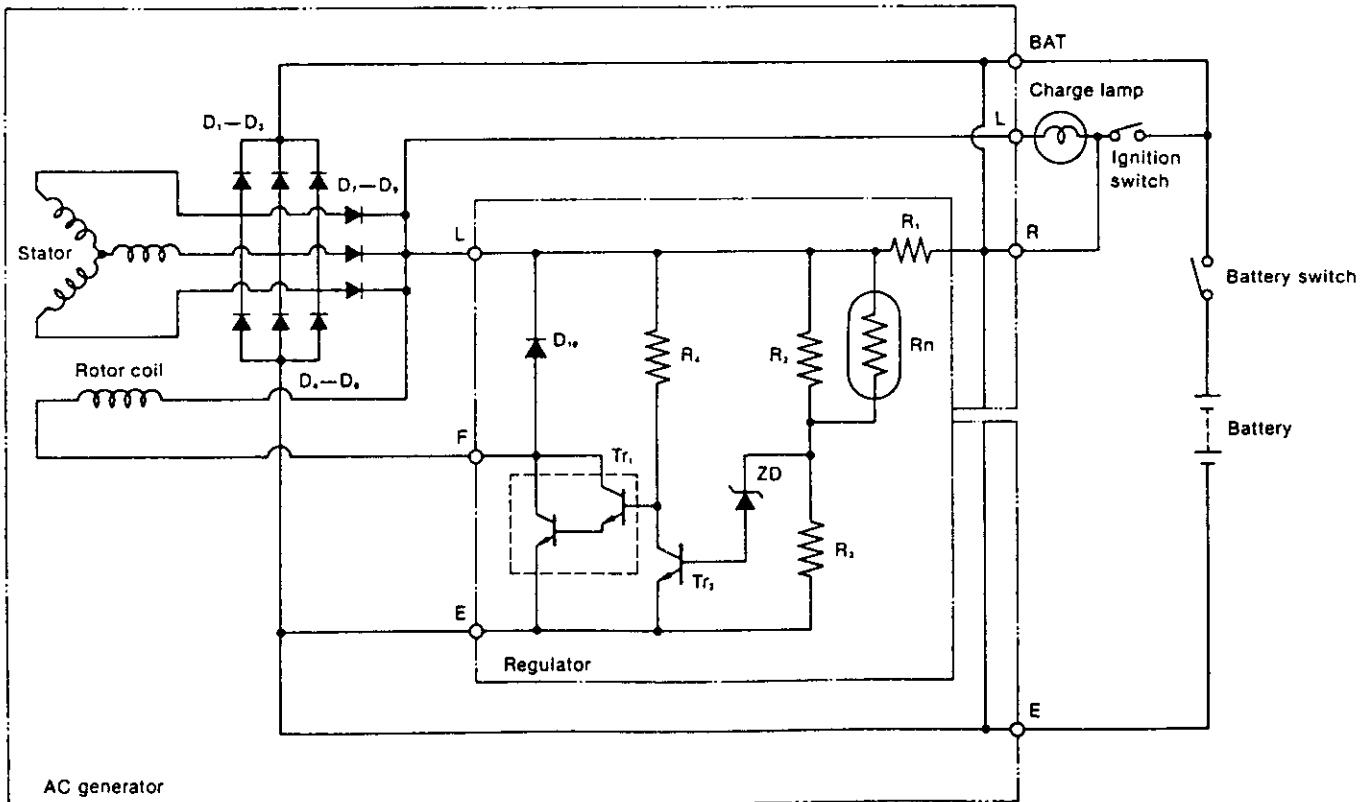 BAT
Charge lamp
L
Ignition
switch
D₁—D₃
D₇—D₉
Stator
L
R₁
R
Battery switch
D₁₀
R₄
R₂
Rn
Rotor coil
D₄—D₆
Battery
F
Tr₁
ZD
R₃
Tr₂
E
Regulator
E
AC generator